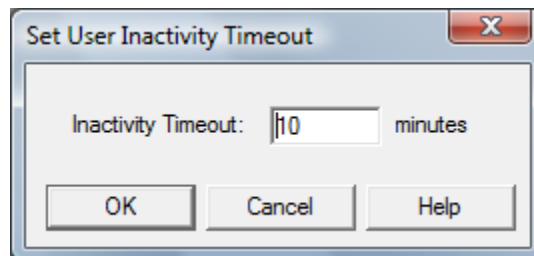 Set User Inactivity Timeout
Inactivity Timeout: 10 minutes
OK Cancel Help